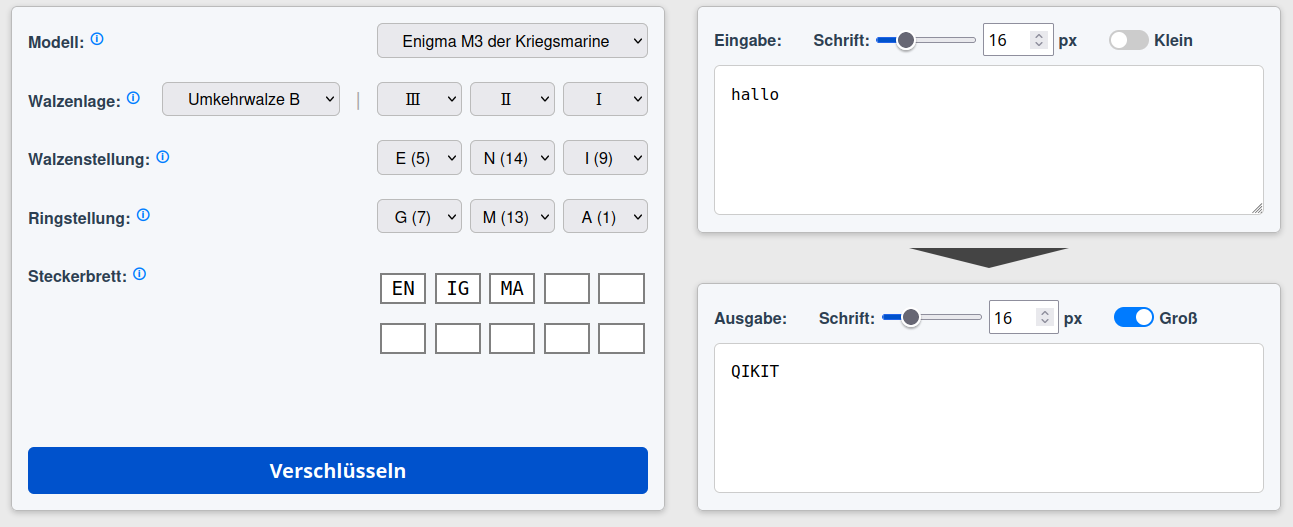 Modell: ⓘ Enigma M3 der Kriegsmarine
Walzenlage: ⓘ Umkehrwalze B | III II I
Walzenstellung: ⓘ E (5) N (14) I (9)
Ringstellung: ⓘ G (7) M (13) A (1)
Steckerbrett: ⓘ
EN IG MA
Verschlüsseln
Eingabe: Schrift: 16 px Klein
hallo
Ausgabe: Schrift: 16 px Groß
QIKIT